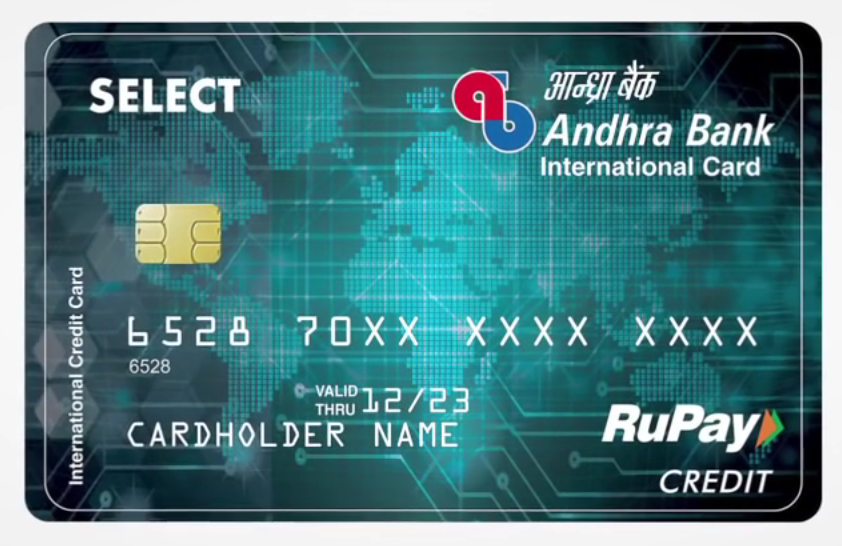 SELECT
आन्ध्रा बैंक
Andhra Bank
International Card
International Credit Card
6528 70XX XXXX XXXX
6528
VALID THRU 12/23
CARDHOLDER NAME
RuPay
CREDIT